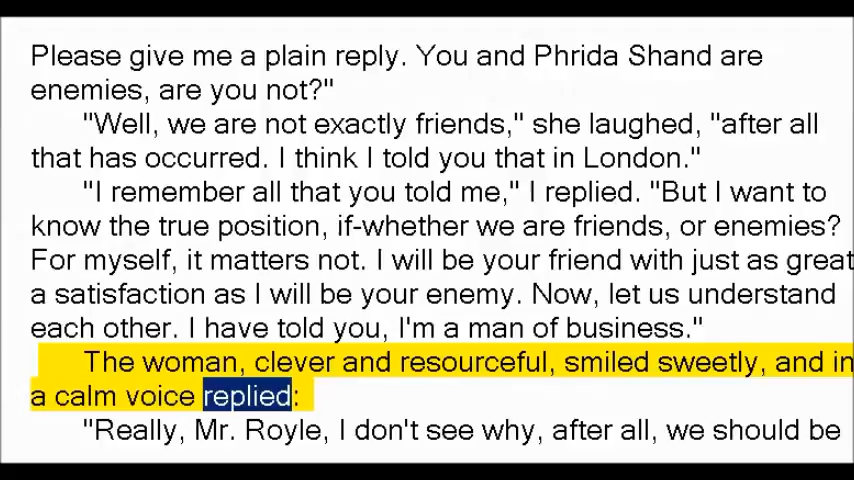 Please give me a plain reply. You and Phrida Shand are
enemies, are you not?"
"Well, we are not exactly friends," she laughed, "after all
that has occurred. I think I told you that in London."
"I remember all that you told me," I replied. "But I want to
know the true position, if-whether we are friends, or enemies?
For myself, it matters not. I will be your friend with just as great
a satisfaction as I will be your enemy. Now, let us understand
each other. I have told you, I'm a man of business."
The woman, clever and resourceful, smiled sweetly, and in
a calm voice replied:
"Really, Mr. Royle, I don't see why, after all, we should be